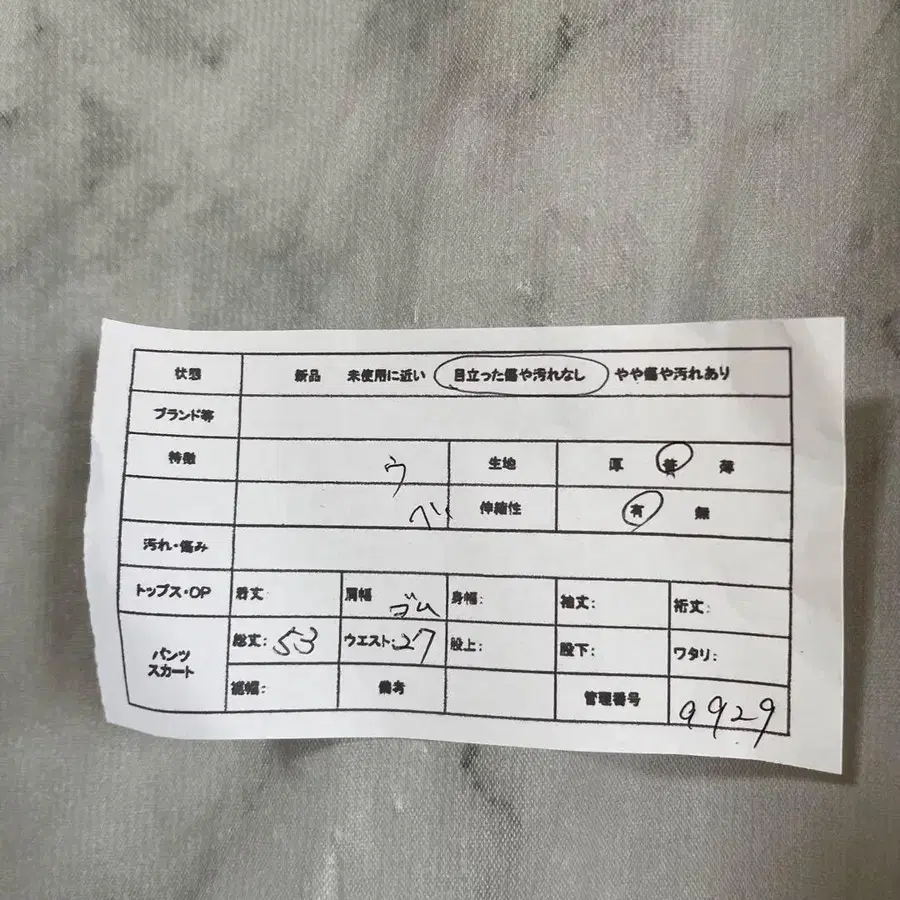 状態 新品 未使用に近い 目立った傷や汚れなし やや傷や汚れあり
ブランド等
特徴 ウ 生地 厚 普 薄
ベ 伸縮性 有 無
汚れ・傷み
トップス・OP 着丈 肩幅 ゴム 身幅: 袖丈: 裄丈:
パンツ スカート 総丈: 53 ウエスト: 27 股上: 股下: ワタリ:
裾幅: 備考 管理番号 9929